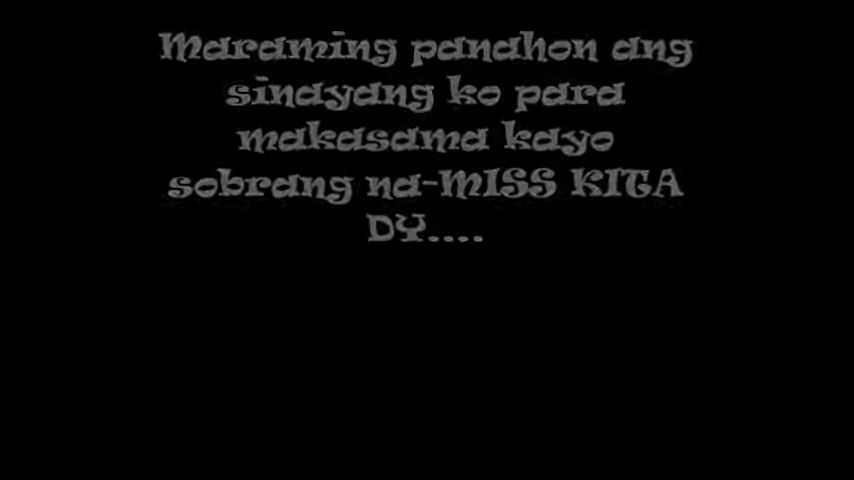 Maraming panahon ang
sinayang ko para
makasama kayo
sobrang na-MISS KITA
DY....